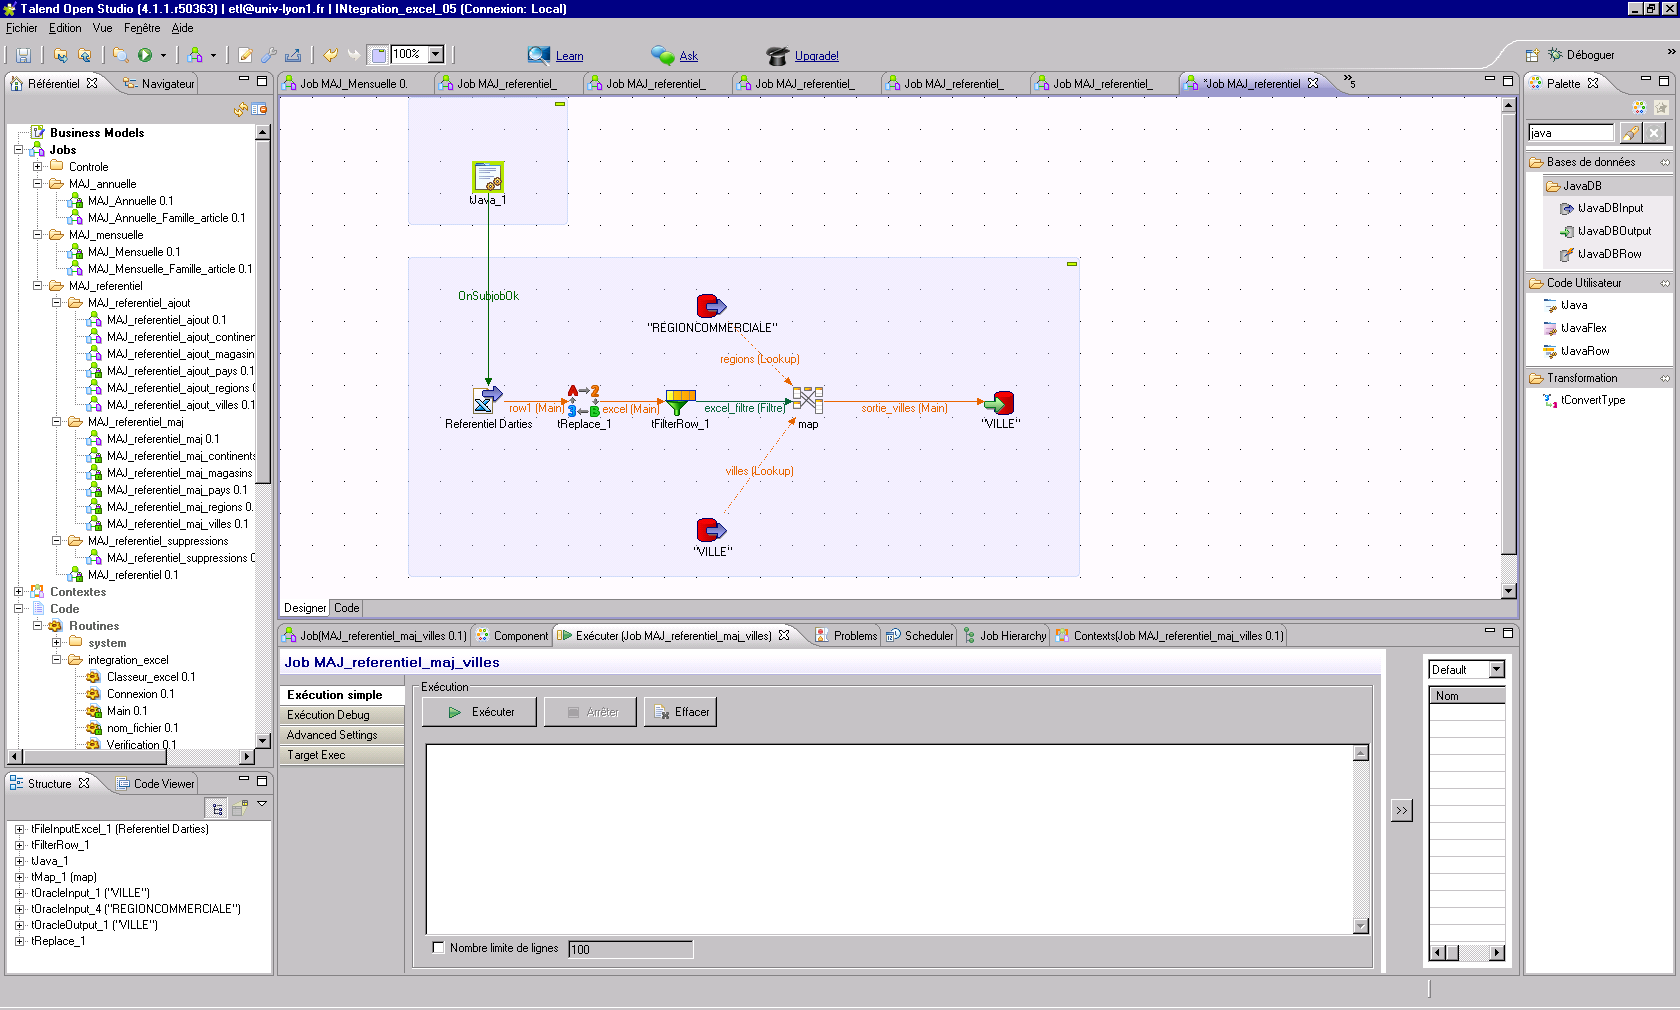 Talend Open Studio (4.1.1.r50363) | etl@univ-lyon1.fr | INtegration_excel_05 (Connexion: Local)
Fichier Edition Vue Fenêtre Aide
100% Learn Ask Upgrade! Déboguer
Référentiel Navigateur
Business Models
Jobs
Controle
MAJ_annuelle
MAJ_Annuelle 0.1
MAJ_Annuelle_Famille_article 0.1
MAJ_mensuelle
MAJ_Mensuelle 0.1
MAJ_Mensuelle_Famille_article 0.1
MAJ_referentiel
MAJ_referentiel_ajout
MAJ_referentiel_ajout 0.1
MAJ_referentiel_ajout_continen
MAJ_referentiel_ajout_magasin
MAJ_referentiel_ajout_pays 0.1
MAJ_referentiel_ajout_regions (
MAJ_referentiel_ajout_villes 0.1
MAJ_referentiel_maj
MAJ_referentiel_maj 0.1
MAJ_referentiel_maj_continents
MAJ_referentiel_maj_magasins
MAJ_referentiel_maj_pays 0.1
MAJ_referentiel_maj_regions 0.
MAJ_referentiel_maj_villes 0.1
MAJ_referentiel_suppressions
MAJ_referentiel_suppressions 0
MAJ_referentiel 0.1
Contextes
Code
Routines
system
integration_excel
Classeur_excel 0.1
Connexion 0.1
Main 0.1
nom_fichier 0.1
Verification 0.1
Structure Code Viewer
tFileInputExcel_1 (Referentiel Darties)
tFilterRow_1
tJava_1
tMap_1 (map)
tOracleInput_1 ("VILLE")
tOracleInput_4 ("REGIONCOMMERCIALE")
tOracleOutput_1 ("VILLE")
tReplace_1
Job MAJ_Mensuelle 0. Job MAJ_referentiel_ Job MAJ_referentiel_ Job MAJ_referentiel_ Job MAJ_referentiel_ Job MAJ_referentiel_ *Job MAJ_referentiel »5
tJava_1
OnSubjobOk
"REGIONCOMMERCIALE"
regions (Lookup)
row1 (Main) excel (Main) excel_filtre (Filtre) sortie_villes (Main)
Referentiel Darties tReplace_1 tFilterRow_1 map "VILLE"
villes (Lookup)
"VILLE"
Designer Code
Job(MAJ_referentiel_maj_villes 0.1) Component Exécuter (Job MAJ_referentiel_maj_villes) Problems Scheduler Job Hierarchy Contexts(Job MAJ_referentiel_maj_villes 0.1)
Job MAJ_referentiel_maj_villes
Exécution simple
Exécution Debug
Advanced Settings
Target Exec
Exécution
Exécuter Arrêter Effacer
Nombre limite de lignes 100
>>
Default
Nom
Palette
java
Bases de données
JavaDB
tJavaDBInput
tJavaDBOutput
tJavaDBRow
Code Utilisateur
tJava
tJavaFlex
tJavaRow
Transformation
tConvertType